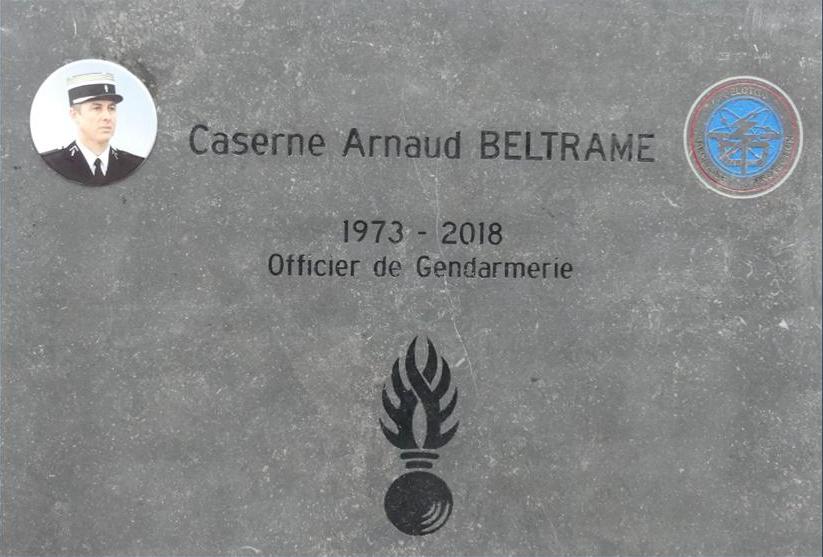 Caserne Arnaud BELTRAME
1973 - 2018
Officier de Gendarmerie